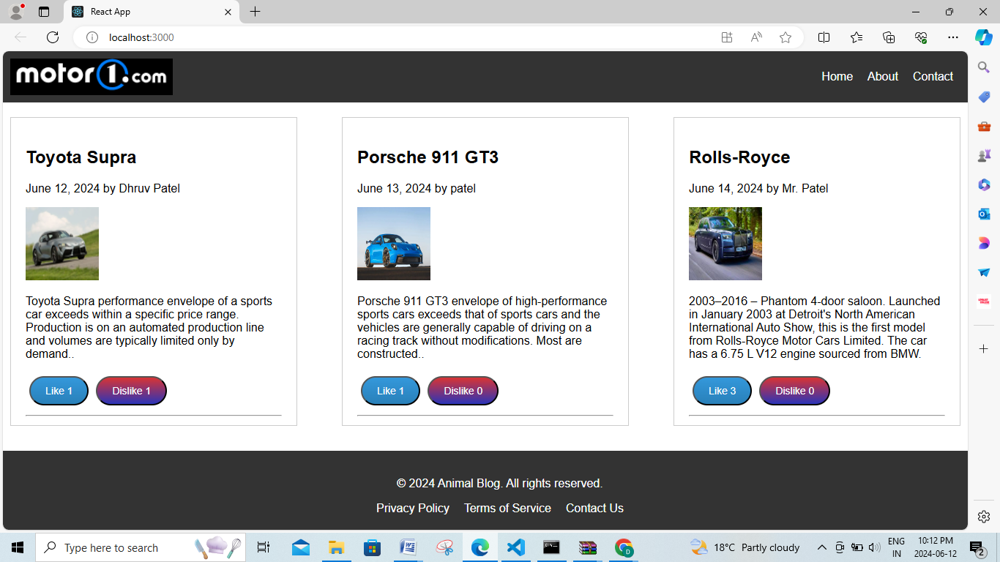 React App
localhost:3000
motor1.com
Home About Contact
Toyota Supra
June 12, 2024 by Dhruv Patel
Toyota Supra performance envelope of a sports
car exceeds within a specific price range.
Production is on an automated production line
and volumes are typically limited only by
demand..
Like 1 Dislike 1
Porsche 911 GT3
June 13, 2024 by patel
Porsche 911 GT3 envelope of high-performance
sports cars exceeds that of sports cars and the
vehicles are generally capable of driving on a
racing track without modifications. Most are
constructed..
Like 1 Dislike 0
Rolls-Royce
June 14, 2024 by Mr. Patel
2003–2016 – Phantom 4-door saloon. Launched
in January 2003 at Detroit's North American
International Auto Show, this is the first model
from Rolls-Royce Motor Cars Limited. The car
has a 6.75 L V12 engine sourced from BMW.
Like 3 Dislike 0
© 2024 Animal Blog. All rights reserved.
Privacy Policy Terms of Service Contact Us
Type here to search
18°C Partly cloudy
ENG
IN
10:12 PM
2024-06-12
2